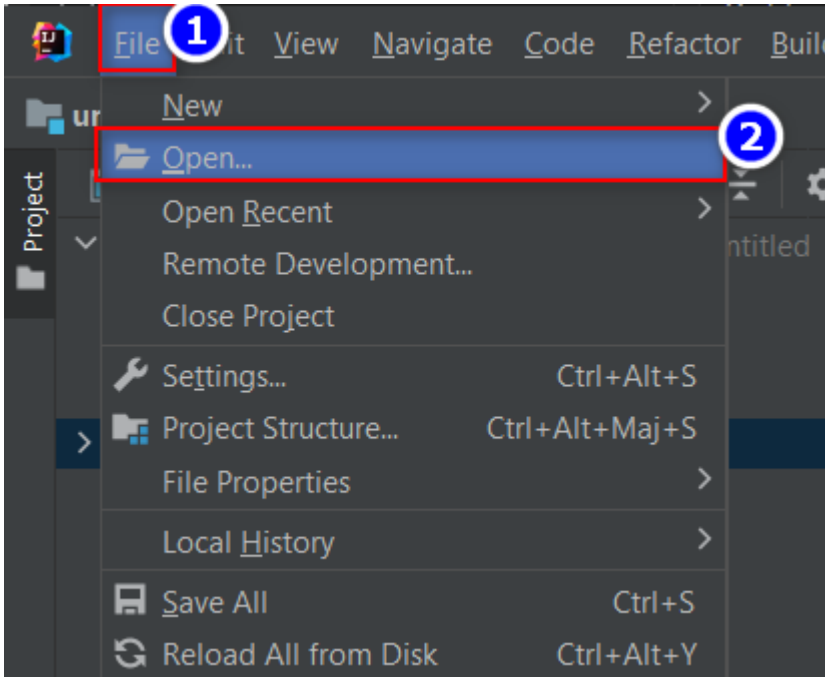 File 1 it View Navigate Code Refactor Buil
ur New
2
Open...
Project
Open Recent
ntitled
Remote Development...
Close Project
Settings... Ctrl+Alt+S
Project Structure... Ctrl+Alt+Maj+S
File Properties
Local History
Save All Ctrl+S
Reload All from Disk Ctrl+Alt+Y